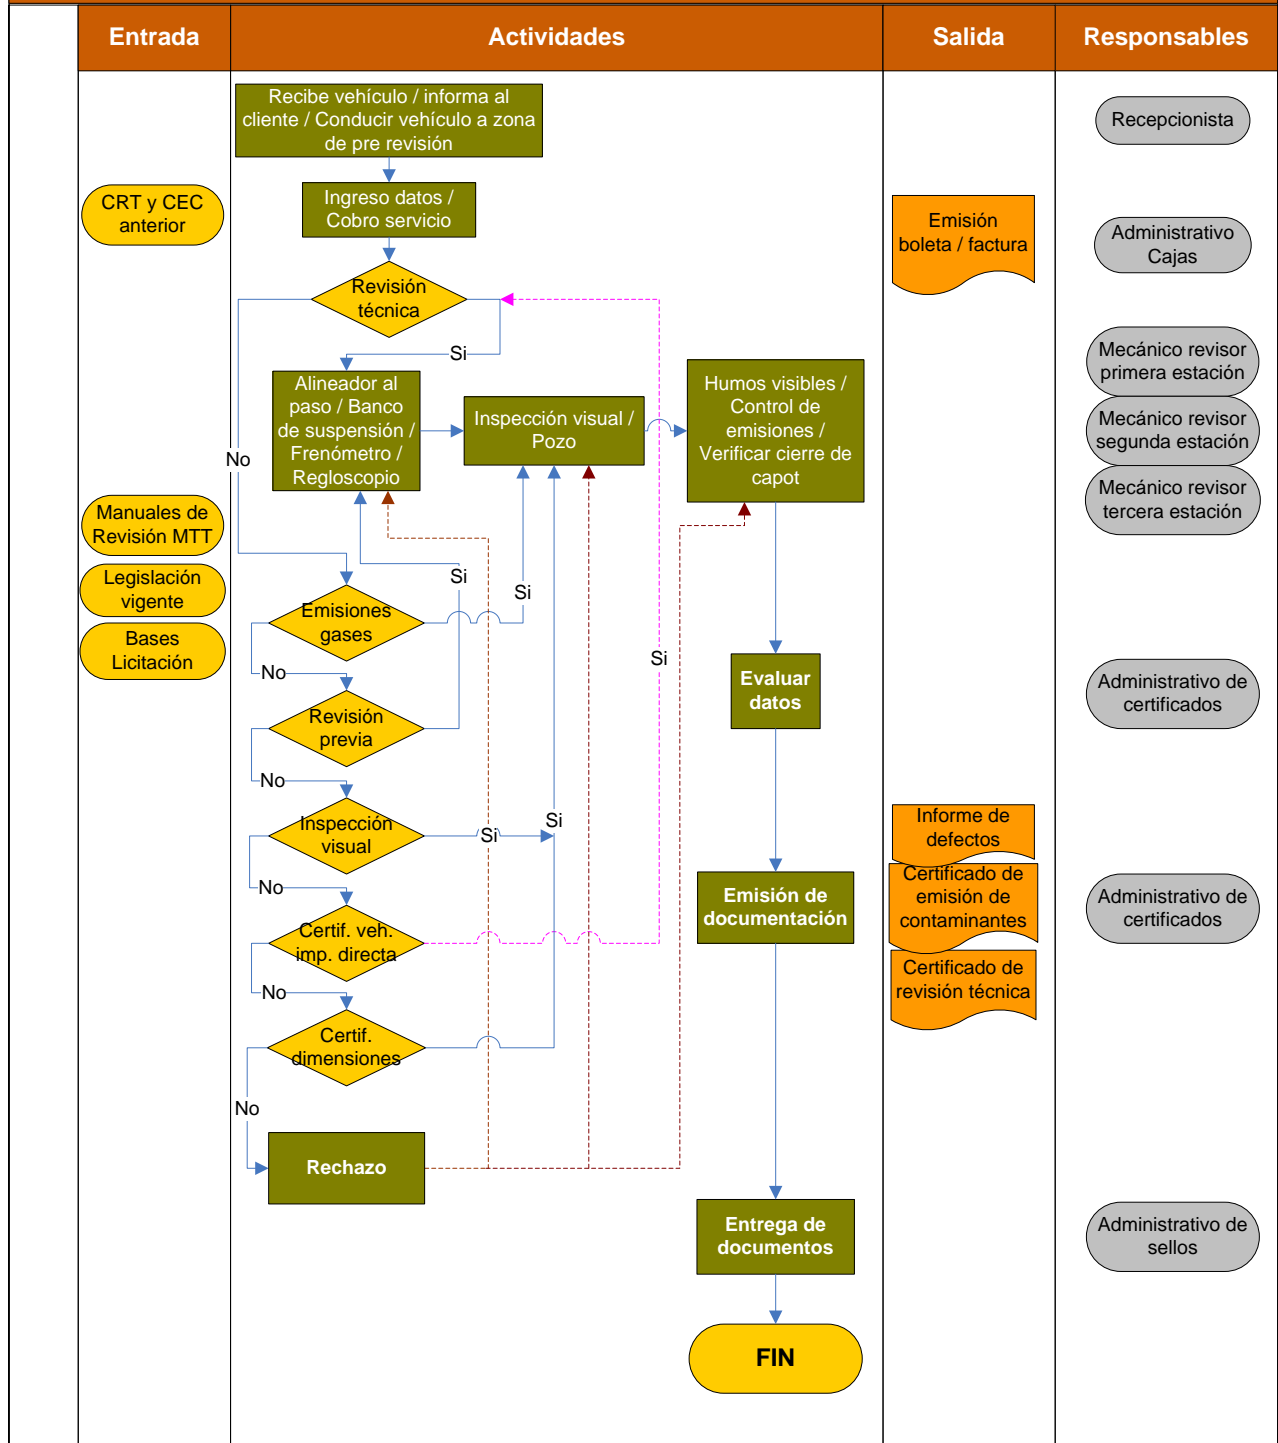 Entrada
Actividades
Salida
Responsables
Recibe vehículo / informa al
cliente / Conducir vehículo a zona
de pre revisión
Recepcionista
CRT y CEC
anterior
Ingreso datos /
Cobro servicio
Emisión
boleta / factura
Administrativo
Cajas
Revisión
técnica
Si
No
Alineador al
paso / Banco
de suspensión /
Frenómetro /
Regloscopio
Inspección visual /
Pozo
Humos visibles /
Control de
emisiones /
Verificar cierre de
capot
Mecánico revisor
primera estación
Mecánico revisor
segunda estación
Mecánico revisor
tercera estación
Manuales de
Revisión MTT
Legislación
vigente
Bases
Licitación
Emisiones
gases
Si
Si
No
Si
Revisión
previa
Evaluar
datos
Administrativo de
certificados
No
Inspección
visual
Si
Si
No
Informe de
defectos
Certificado de
emisión de
contaminantes
Certificado de
revisión técnica
Emisión de
documentación
Administrativo de
certificados
Certif. veh.
imp. directa
No
Certif.
dimensiones
No
Rechazo
Entrega de
documentos
Administrativo de
sellos
FIN